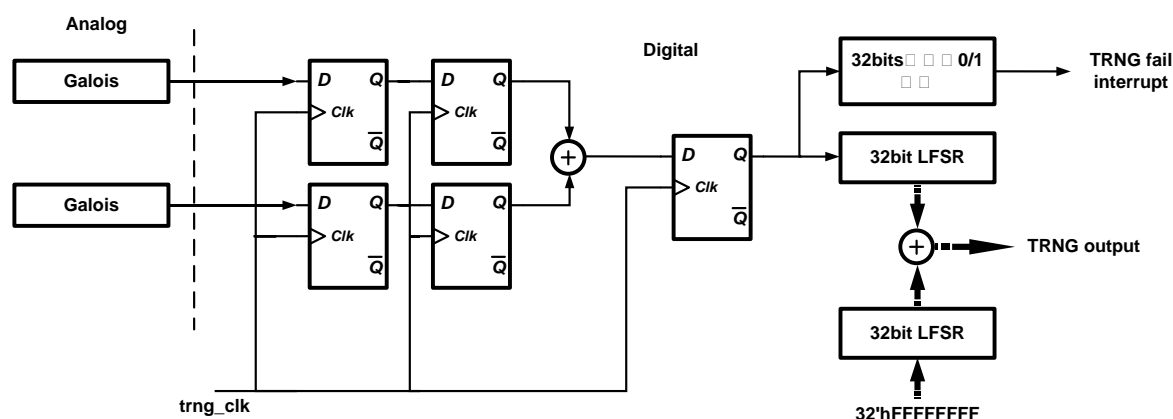 Analog
Digital
Galois
D Q
Clk
Q
D Q
Clk
Q
32bits 0/1
TRNG fail
interrupt
D Q
Clk
Q
32bit LFSR
Galois
D Q
Clk
Q
D Q
Clk
Q
TRNG output
32bit LFSR
trng_clk
32'hFFFFFFFF